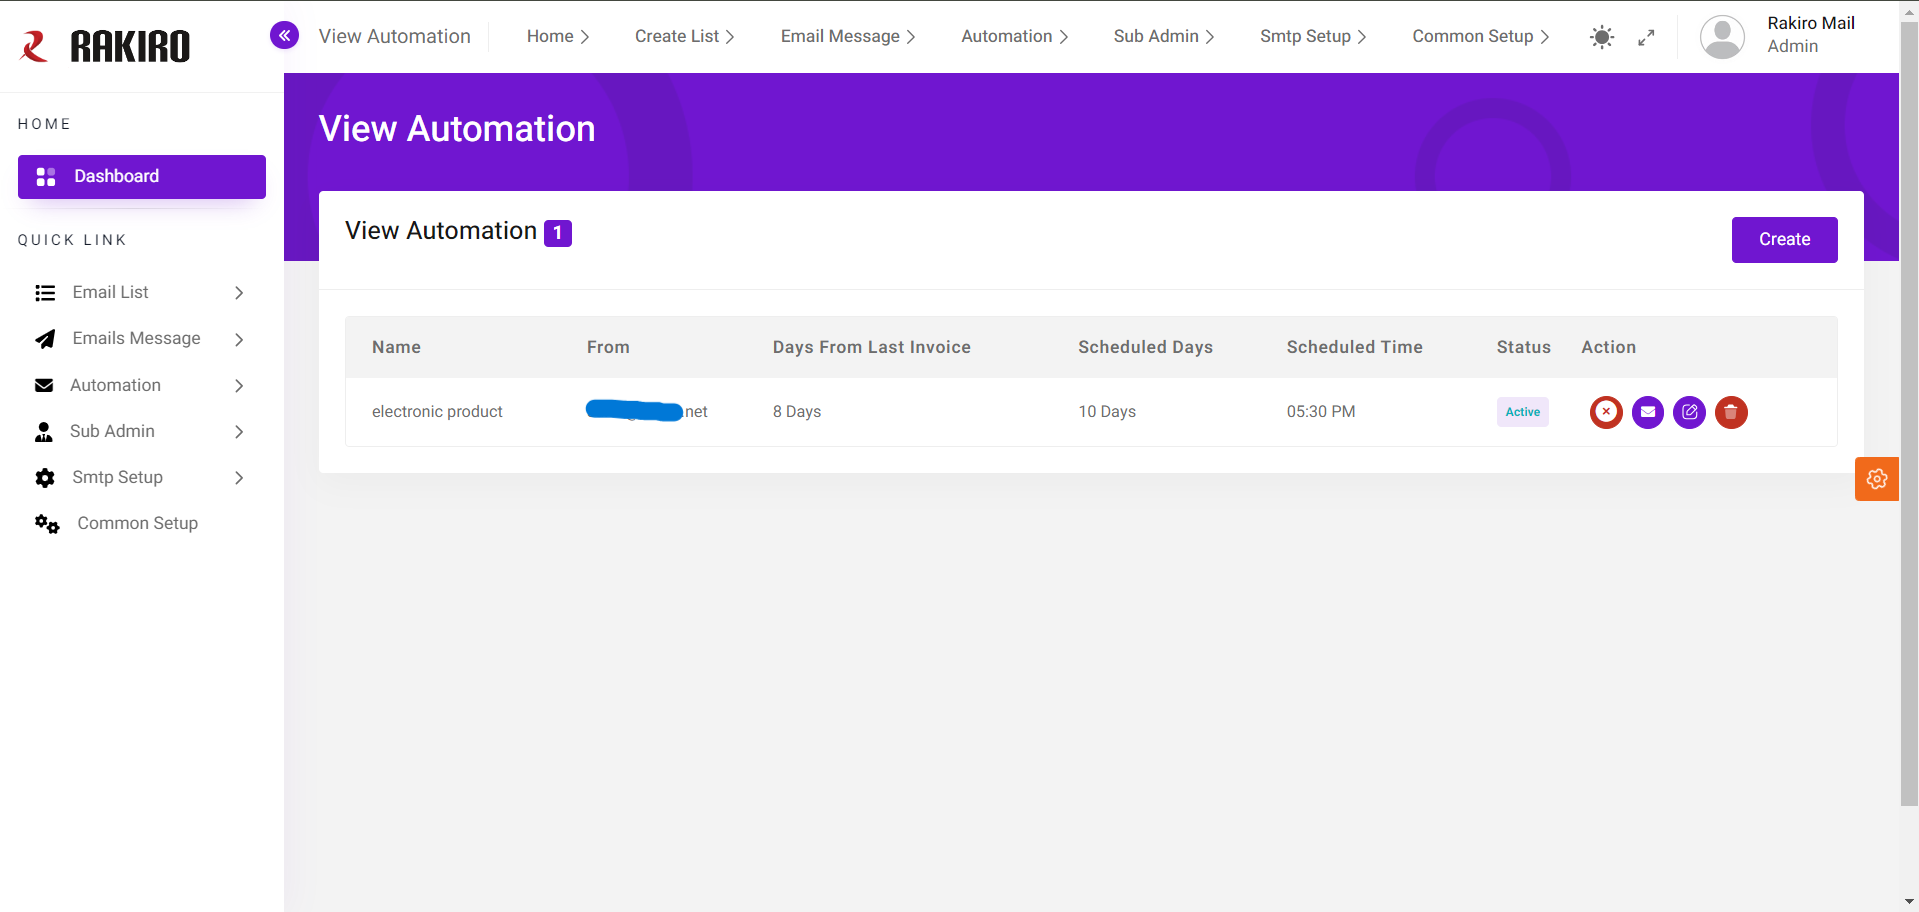 RAKIRO
View Automation
Home
Create List
Email Message
Automation
Sub Admin
Smtp Setup
Common Setup
Rakiro Mail
Admin
HOME
Dashboard
QUICK LINK
Email List
Emails Message
Automation
Sub Admin
Smtp Setup
Common Setup
View Automation
View Automation 1
Create
Name From Days From Last Invoice Scheduled Days Scheduled Time Status Action
electronic product .net 8 Days 10 Days 05:30 PM Active